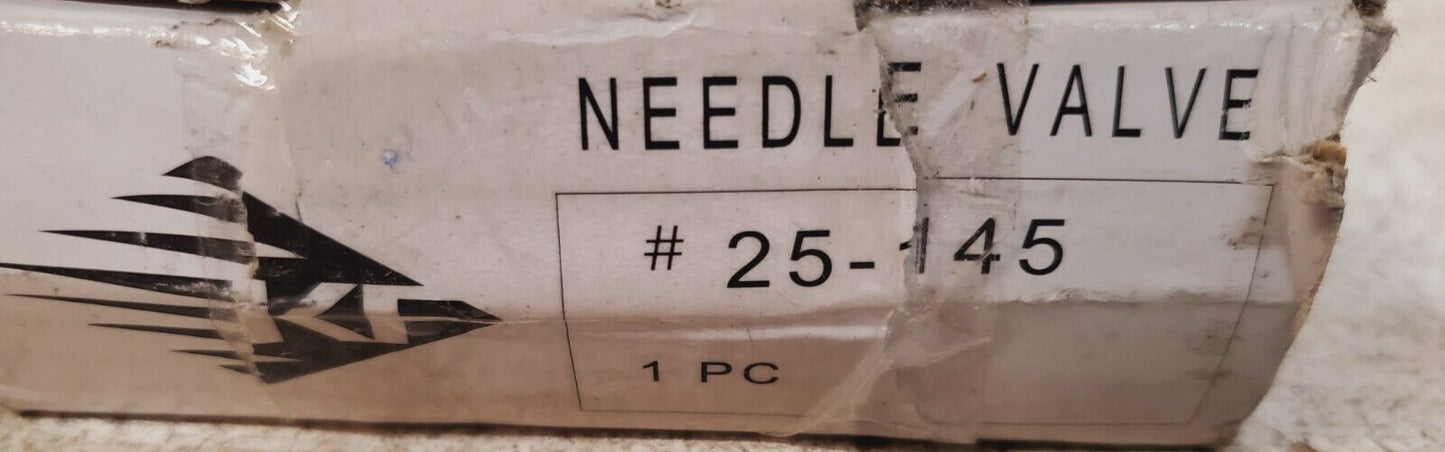 NEEDLE VALVE
# 25-145
1 PC